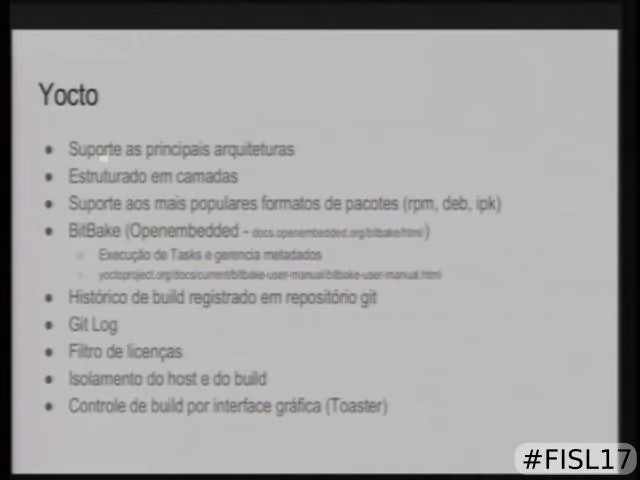 Yocto
Suporte as principais arquiteturas
Estruturado em camadas
Suporte aos mais populares formatos de pacotes (rpm, deb, ipk)
BitBake (Openembedded - docs.openembedded.org/bitbake/html/)
Execução de Tasks e gerencia metadados
yoctoproject.org/docs/current/bitbake-user-manual/bitbake-user-manual.html
Histórico de build registrado em repositório git
Git Log
Filtro de licenças
Isolamento do host e do build
Controle de build por interface gráfica (Toaster)
#FISL17